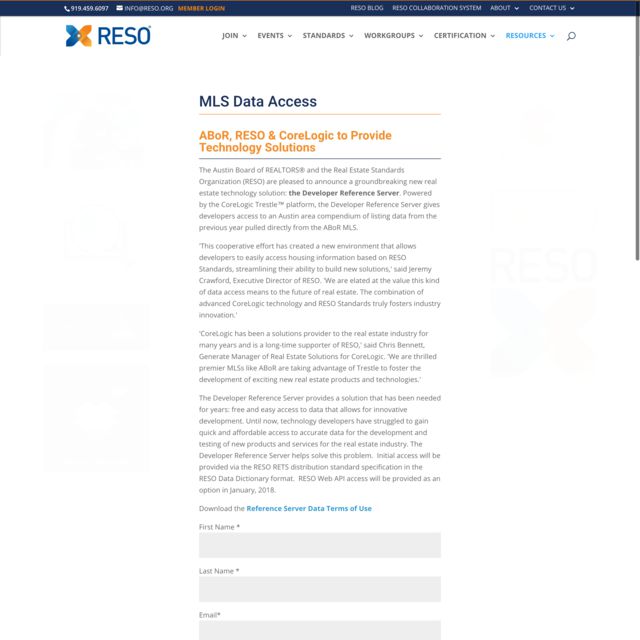 919.459.6097 INFO@RESO.ORG MEMBER LOGIN RESO BLOG RESO COLLABORATION SYSTEM ABOUT CONTACT US
RESO JOIN EVENTS STANDARDS WORKGROUPS CERTIFICATION RESOURCES
MLS Data Access
ABoR, RESO & CoreLogic to Provide
Technology Solutions
The Austin Board of REALTORS® and the Real Estate Standards
Organization (RESO) are pleased to announce a groundbreaking new real
estate technology solution: the Developer Reference Server. Powered
by the CoreLogic Trestle™ platform, the Developer Reference Server gives
developers access to an Austin area compendium of listing data from the
previous year pulled directly from the ABoR MLS.
'This cooperative effort has created a new environment that allows
developers to easily access housing information based on RESO
Standards, streamlining their ability to build new solutions,' said Jeremy
Crawford, Executive Director of RESO. 'We are elated at the value this kind
of data access means to the future of real estate. The combination of
advanced CoreLogic technology and RESO Standards truly fosters industry
innovation.'
'CoreLogic has been a solutions provider to the real estate industry for
many years and is a long-time supporter of RESO,' said Chris Bennett,
Generate Manager of Real Estate Solutions for CoreLogic. 'We are thrilled
premier MLSs like ABoR are taking advantage of Trestle to foster the
development of exciting new real estate products and technologies.'
The Developer Reference Server provides a solution that has been needed
for years: free and easy access to data that allows for innovative
development. Until now, technology developers have struggled to gain
quick and affordable access to accurate data for the development and
testing of new products and services for the real estate industry. The
Developer Reference Server helps solve this problem. Initial access will be
provided via the RESO RETS distribution standard specification in the
RESO Data Dictionary format. RESO Web API access will be provided as an
option in January, 2018.
Download the Reference Server Data Terms of Use
First Name *
Last Name *
Email*
RESO